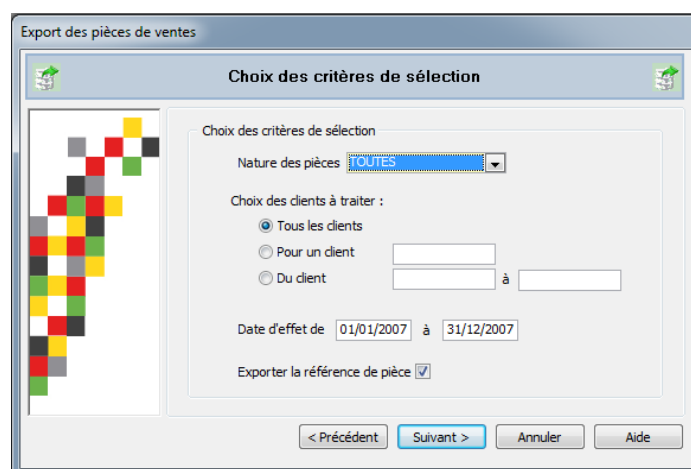 Export des pièces de ventes
Choix des critères de sélection
Choix des critères de sélection
Nature des pièces TOUTES
Choix des clients à traiter :
Tous les clients
Pour un client
Du client à
Date d'effet de 01/01/2007 à 31/12/2007
Exporter la référence de pièce
< Précédent Suivant > Annuler Aide